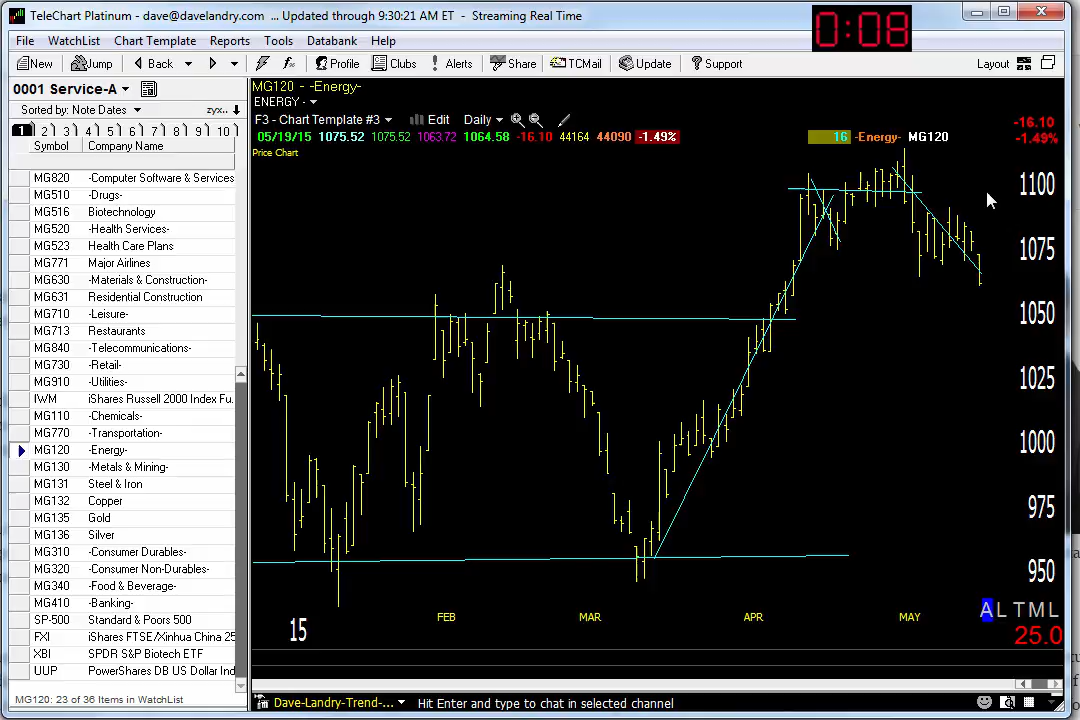 TeleChart Platinum - dave@davelandry.com ... Updated through 9:30:21 AM ET - Streaming Real Time
0:08
File WatchList Chart Template Reports Tools Databank Help
New Jump Back Profile Clubs Alerts Share TCMail Update Support Layout
0001 Service-A
Sorted by: Note Dates zyx..
1 2 3 4 5 6 7 8 9 10
Symbol Company Name
MG820 -Computer Software & Services
MG510 -Drugs-
MG516 Biotechnology
MG520 -Health Services-
MG523 Health Care Plans
MG771 Major Airlines
MG630 -Materials & Construction-
MG631 Residential Construction
MG710 -Leisure-
MG713 Restaurants
MG840 -Telecommunications-
MG730 -Retail-
MG910 -Utilities-
IWM iShares Russell 2000 Index Fu.
MG110 -Chemicals-
MG770 -Transportation-
MG120 -Energy-
MG130 -Metals & Mining-
MG131 Steel & Iron
MG132 Copper
MG135 Gold
MG136 Silver
MG310 -Consumer Durables-
MG320 -Consumer Non-Durables-
MG340 -Food & Beverage-
MG410 -Banking-
SP-500 Standard & Poors 500
FXI iShares FTSE/Xinhua China 25
XBI SPDR S&P Biotech ETF
UUP PowerShares DB US Dollar Ind
MG120: 23 of 36 Items in WatchList
MG120 - -Energy-
ENERGY -
F3 - Chart Template #3 Edit Daily
05/19/15 1075.52 1075.52 1063.72 1064.58 -16.10 44164 44090 -1.49%
16 -Energy- MG120
-16.10
-1.49%
Price Chart
1100
1075
1050
1025
1000
975
950
A L T M L
25.0
15 FEB MAR APR MAY
Dave-Landry-Trend-... Hit Enter and type to chat in selected channel